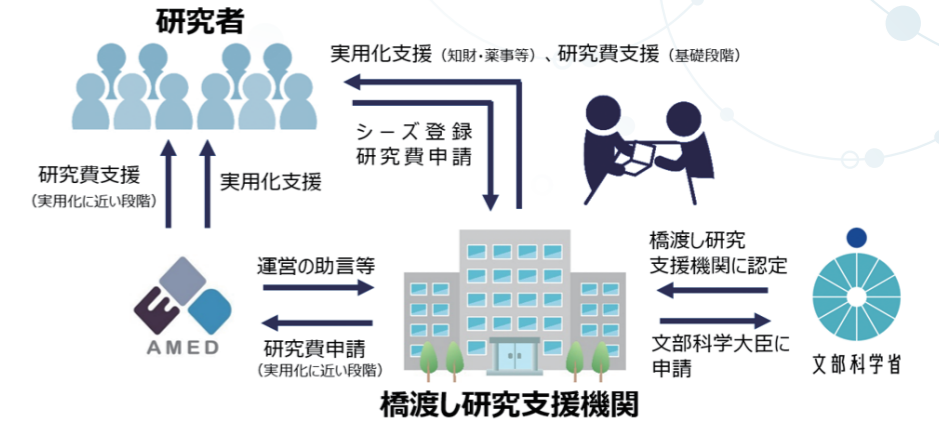 研究者
実用化支援（知財・薬事等）、研究費支援（基礎段階）
シーズ登録
研究費申請
研究費支援
（実用化に近い段階）
実用化支援
運営の助言等
研究費申請
（実用化に近い段階）
AMED
橋渡し研究支援機関
橋渡し研究
支援機関に認定
文部科学大臣に
申請
文部科学省